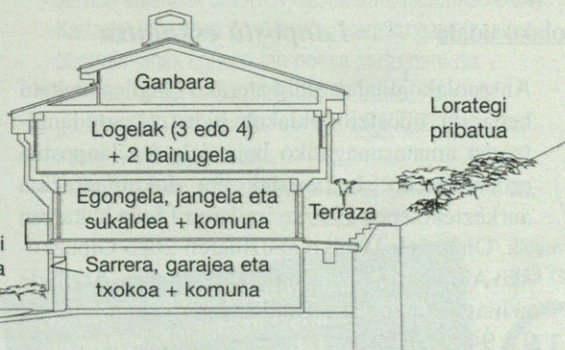 Ganbara
Logelak (3 edo 4)
+ 2 bainugela
Egongela, jangela eta
sukaldea + komuna
Sarrera, garajea eta
txokoa + komuna
Terraza
Lorategi
pribatua